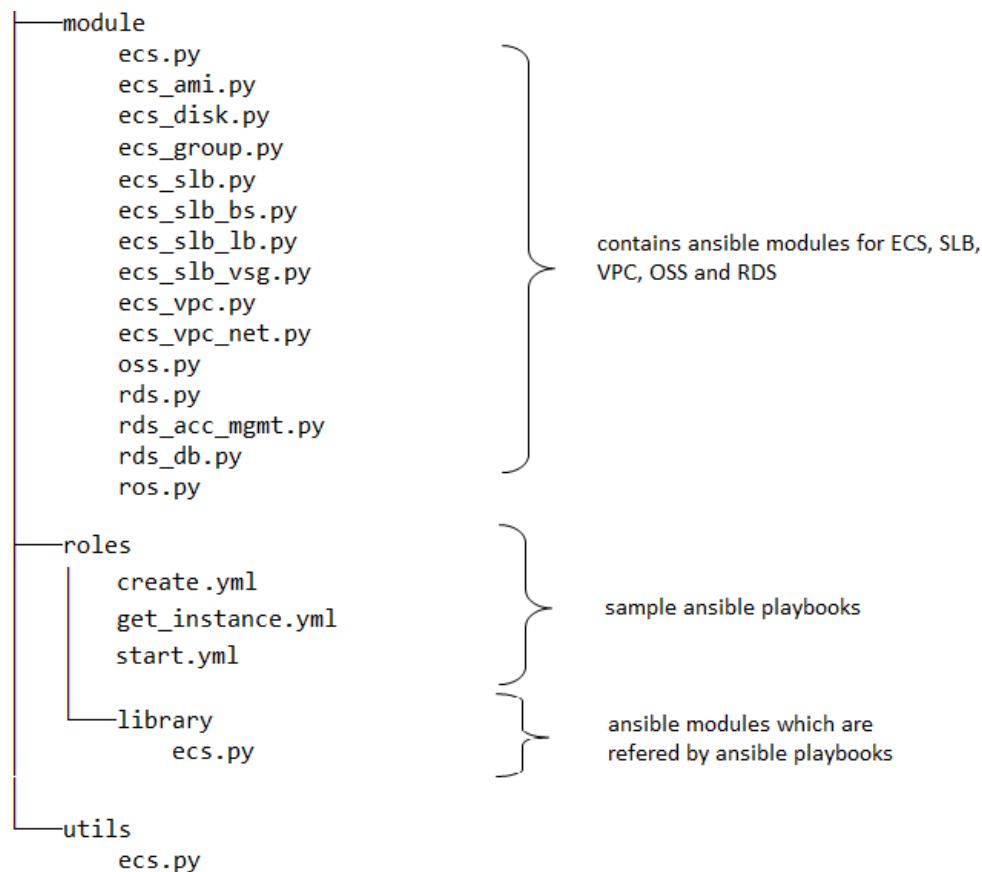 module
ecs.py
ecs_ami.py
ecs_disk.py
ecs_group.py
ecs_slb.py
ecs_slb_bs.py
ecs_slb_lb.py
ecs_slb_vsg.py
ecs_vpc.py
ecs_vpc_net.py
oss.py
rds.py
rds_acc_mgmt.py
rds_db.py
ros.py
contains ansible modules for ECS, SLB,
VPC, OSS and RDS
roles
create.yml
get_instance.yml
start.yml
sample ansible playbooks
library
ecs.py
ansible modules which are
refered by ansible playbooks
utils
ecs.py